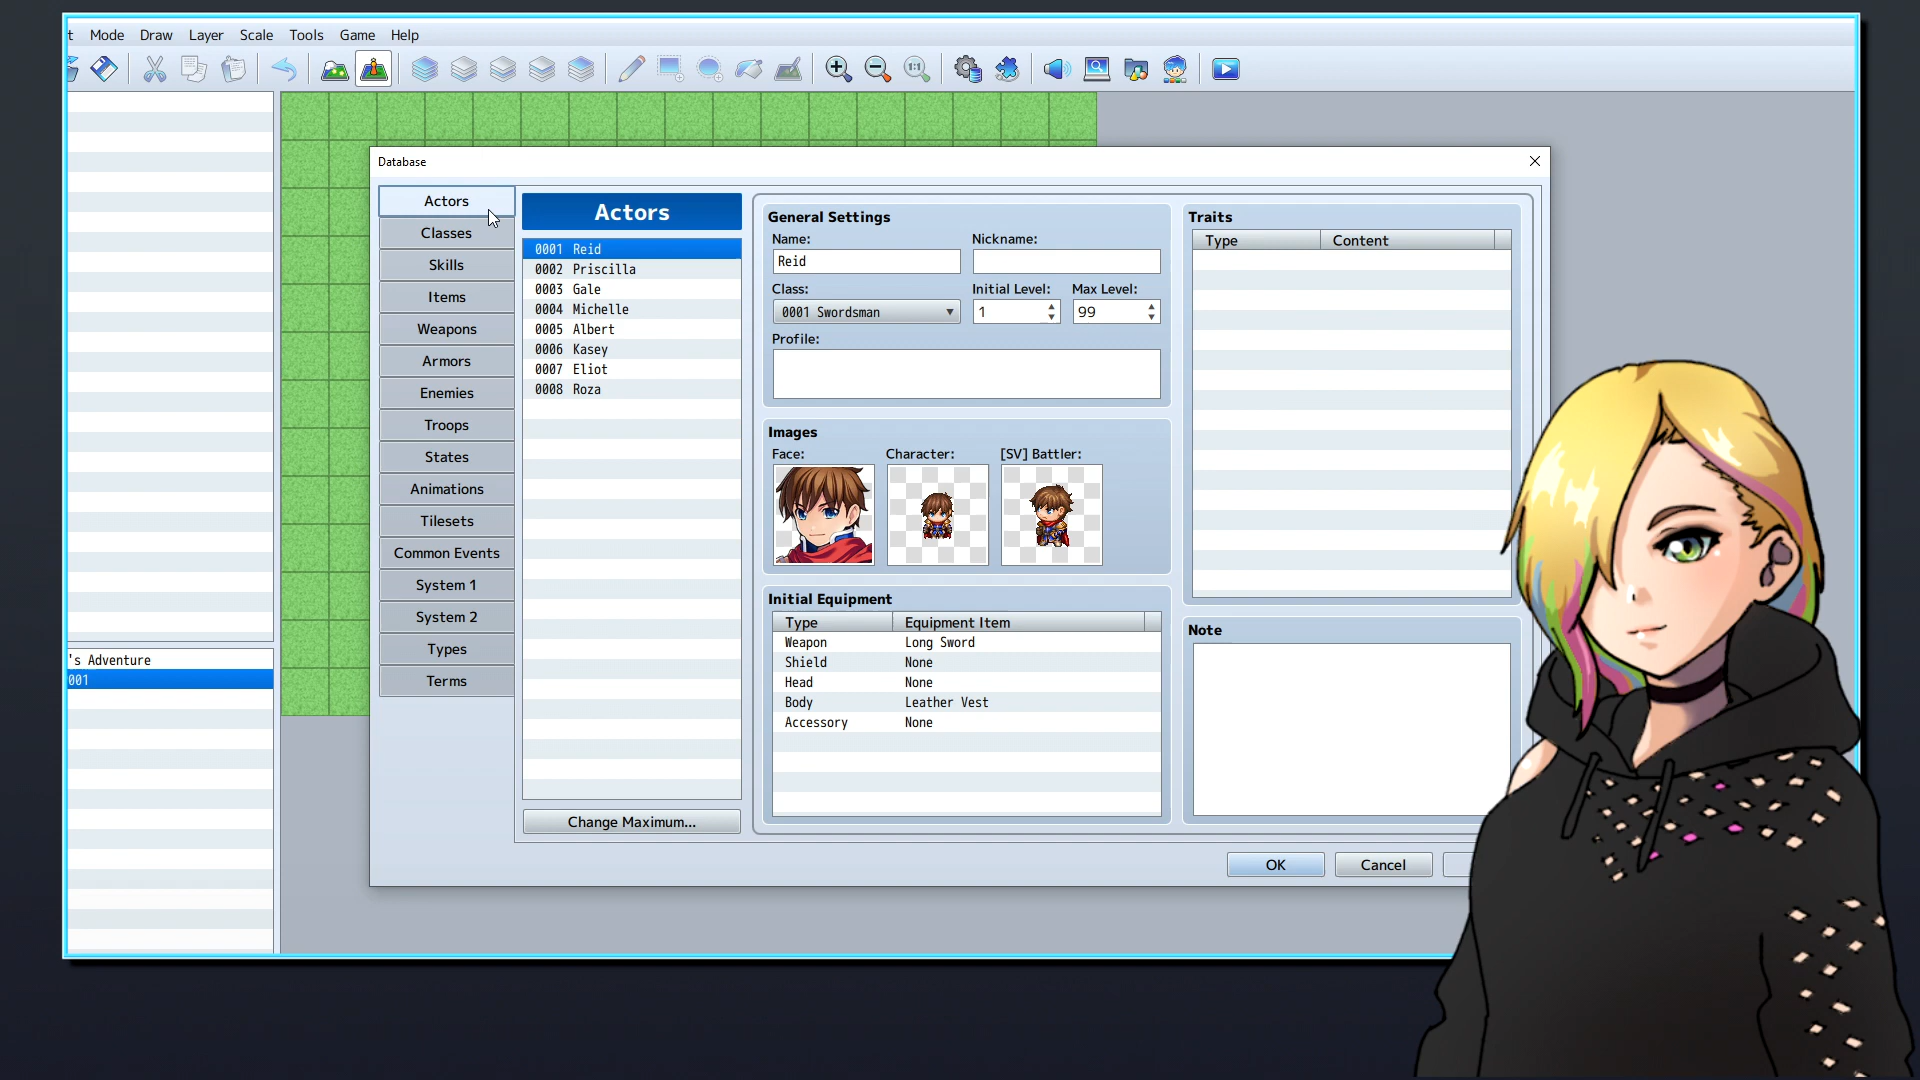 t Mode Draw Layer Scale Tools Game Help
1:1
Database
Actors
Classes
Skills
Items
Weapons
Armors
Enemies
Troops
States
Animations
Tilesets
Common Events
System 1
System 2
Types
Terms
Actors
0001 Reid
0002 Priscilla
0003 Gale
0004 Michelle
0005 Albert
0006 Kasey
0007 Eliot
0008 Roza
Change Maximum...
General Settings
Name:
Nickname:
Reid
Class:
Initial Level:
Max Level:
0001 Swordsman
1
99
Profile:
Images
Face:
Character:
[SV] Battler:
Initial Equipment
Type Equipment Item
Weapon Long Sword
Shield None
Head None
Body Leather Vest
Accessory None
Traits
Type Content
Note
OK
Cancel
's Adventure
001